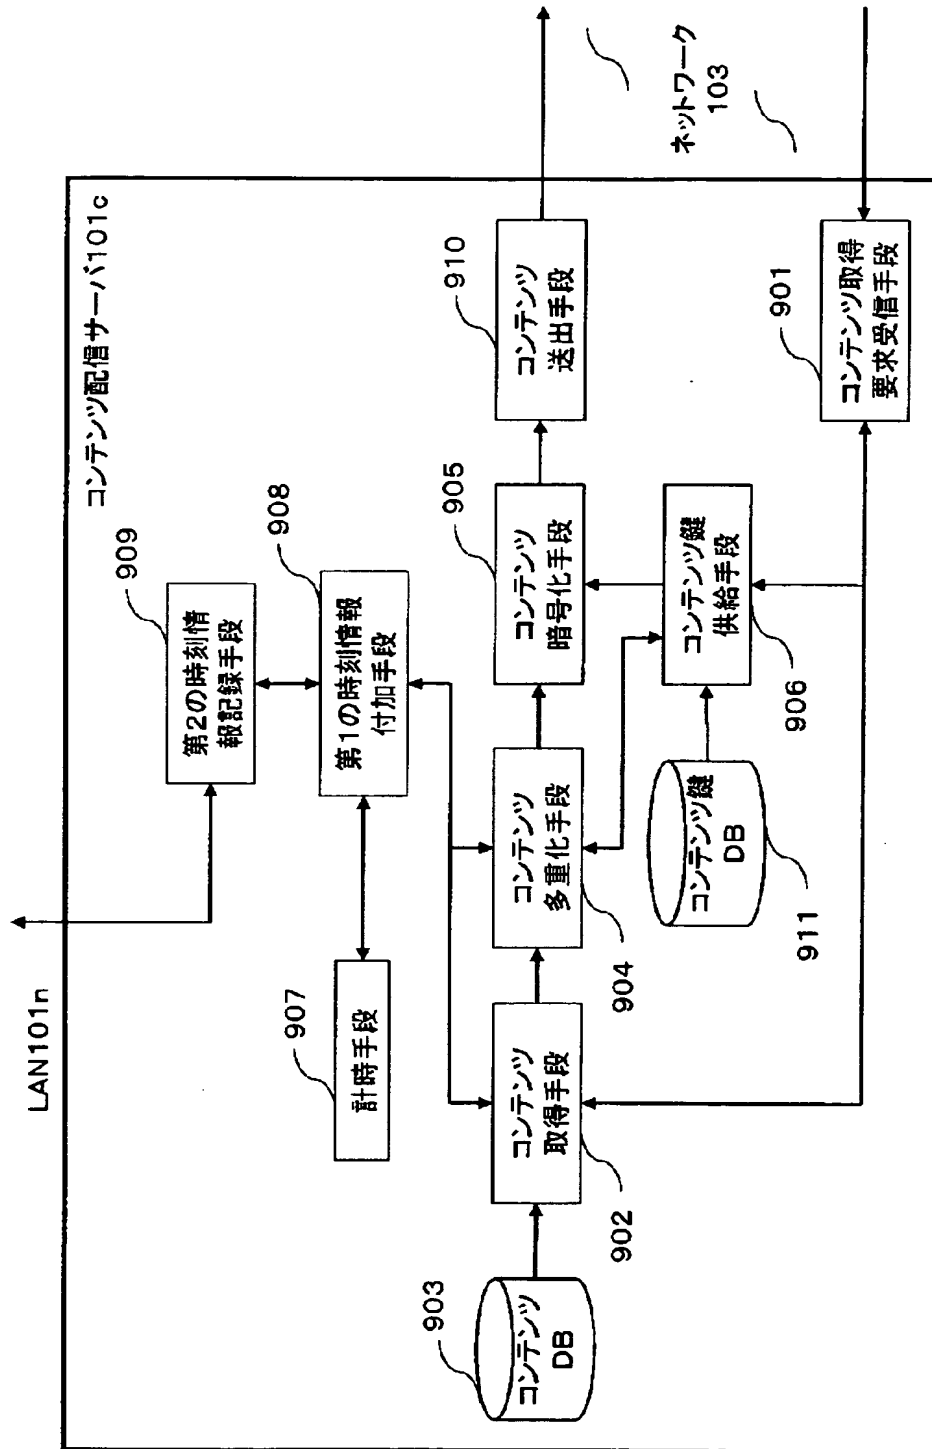 LAN101n
コンテンツ配信サーバ101c
909
第2の時刻情
報記録手段
908
第1の時刻情報
付加手段
907
計時手段
903
コンテンツ
DB
902
コンテンツ
取得手段
904
コンテンツ
多重化手段
905
コンテンツ
暗号化手段
910
コンテンツ
送出手段
911
コンテンツ鍵
DB
906
コンテンツ鍵
供給手段
901
コンテンツ取得
要求受信手段
ネットワーク
103